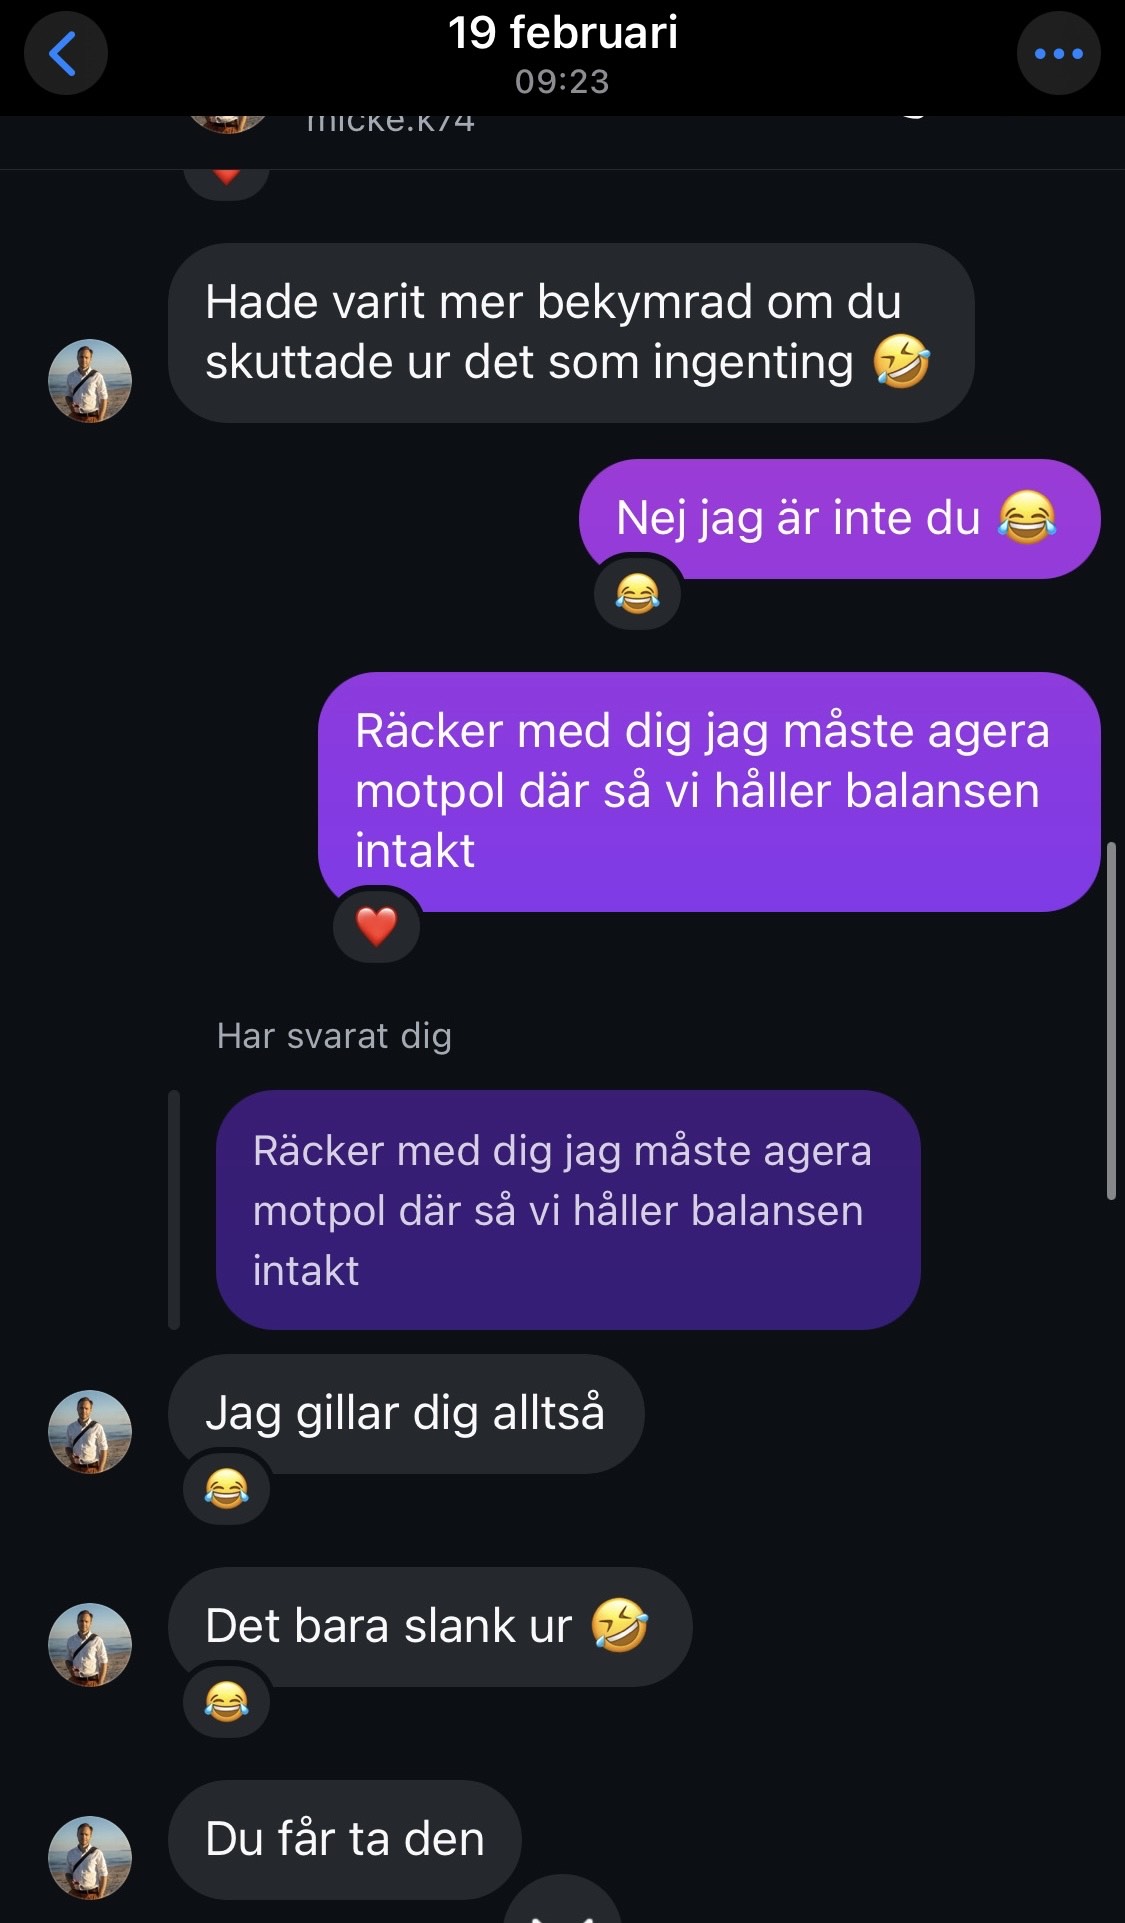 19 februari
09:23
micke.k74
Hade varit mer bekymrad om du
skuttade ur det som ingenting 🤣
Nej jag är inte du 😂
😂
Räcker med dig jag måste agera
motpol där så vi håller balansen
intakt
❤️
Har svarat dig
Räcker med dig jag måste agera
motpol där så vi håller balansen
intakt
Jag gillar dig alltså
😂
Det bara slank ur 🤣
😂
Du får ta den